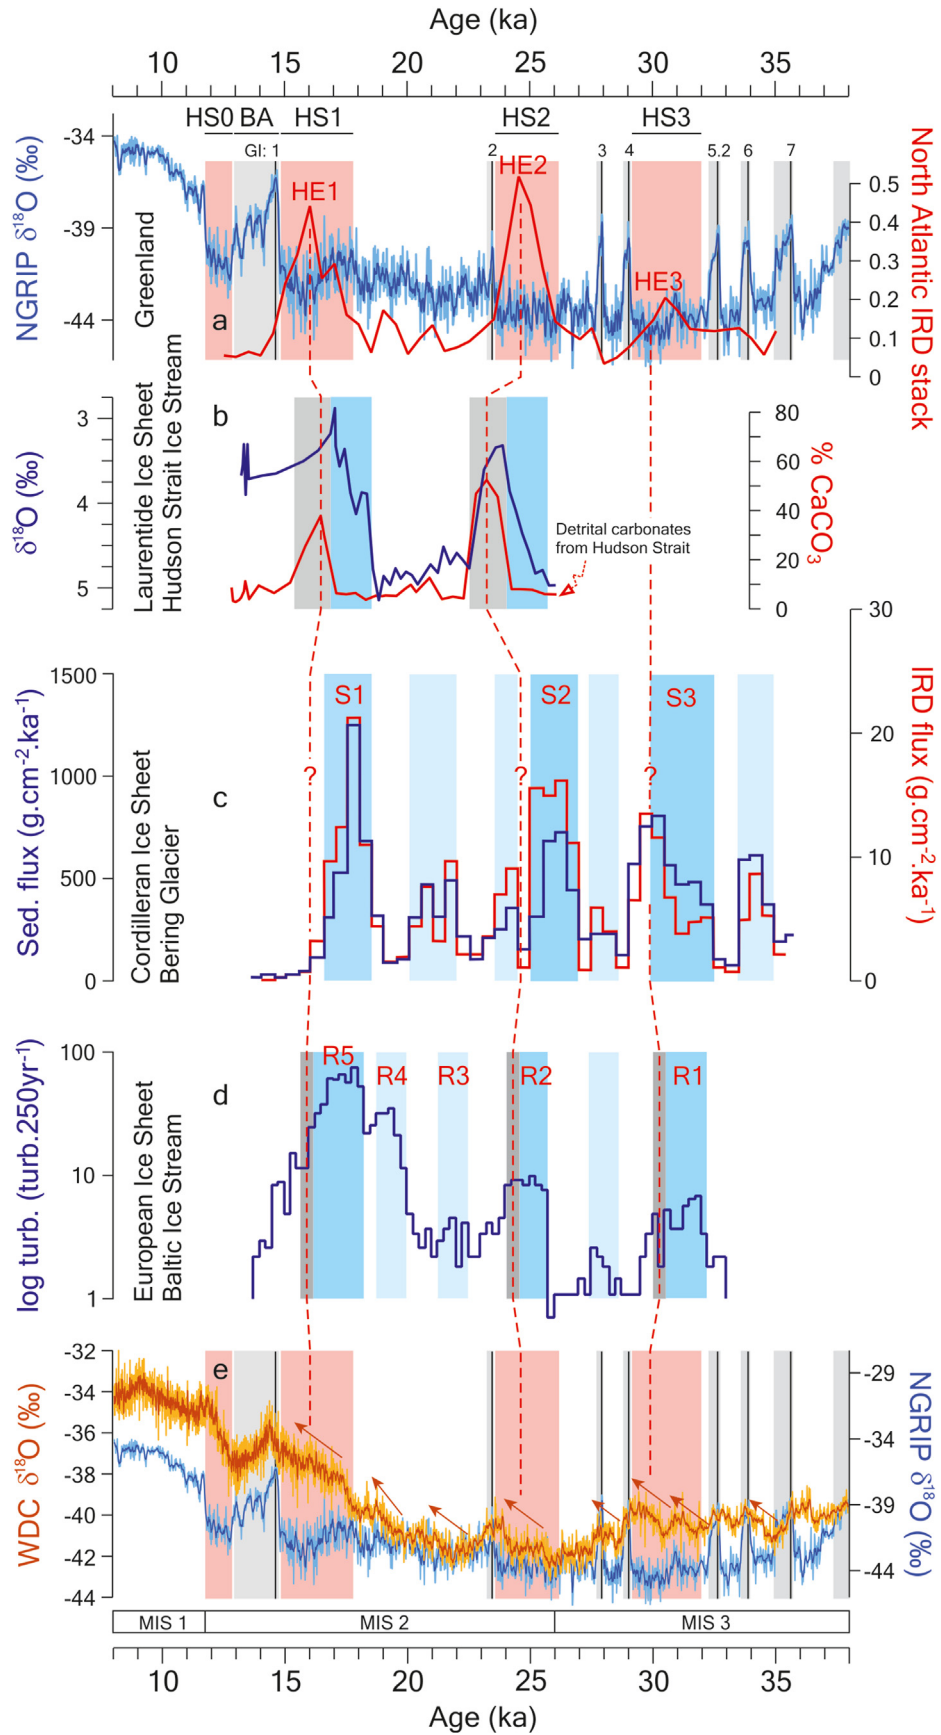 Age (ka)
10 15 20 25 30 35
HS0 BA HS1 HS2 HS3
GI: 1 2 3 4 5.2 6 7
NGRIP δ¹⁸O (‰)
-34
-39
-44
Greenland
a
HE1
HE2
HE3
North Atlantic IRD stack
0.5
0.4
0.3
0.2
0.1
0
δ¹⁸O (‰)
3
4
5
Laurentide Ice Sheet
Hudson Strait Ice Stream
b
Detrital carbonates
from Hudson Strait
% CaCO₃
80
60
40
20
0
Sed. flux (g.cm⁻².ka⁻¹)
1500
1000
500
0
Cordilleran Ice Sheet
Bering Glacier
c
S1 S2 S3
? ? ?
IRD flux (g.cm⁻².ka⁻¹)
30
20
10
0
log turb. (turb.250yr⁻¹)
100
10
1
European Ice Sheet
Baltic Ice Stream
d
R5
R4 R3 R2 R1
WDC δ¹⁸O (‰)
-32
-34
-36
-38
-40
-42
-44
e
NGRIP δ¹⁸O (‰)
-29
-34
-39
-44
MIS 1 MIS 2 MIS 3
10 15 20 25 30 35
Age (ka)